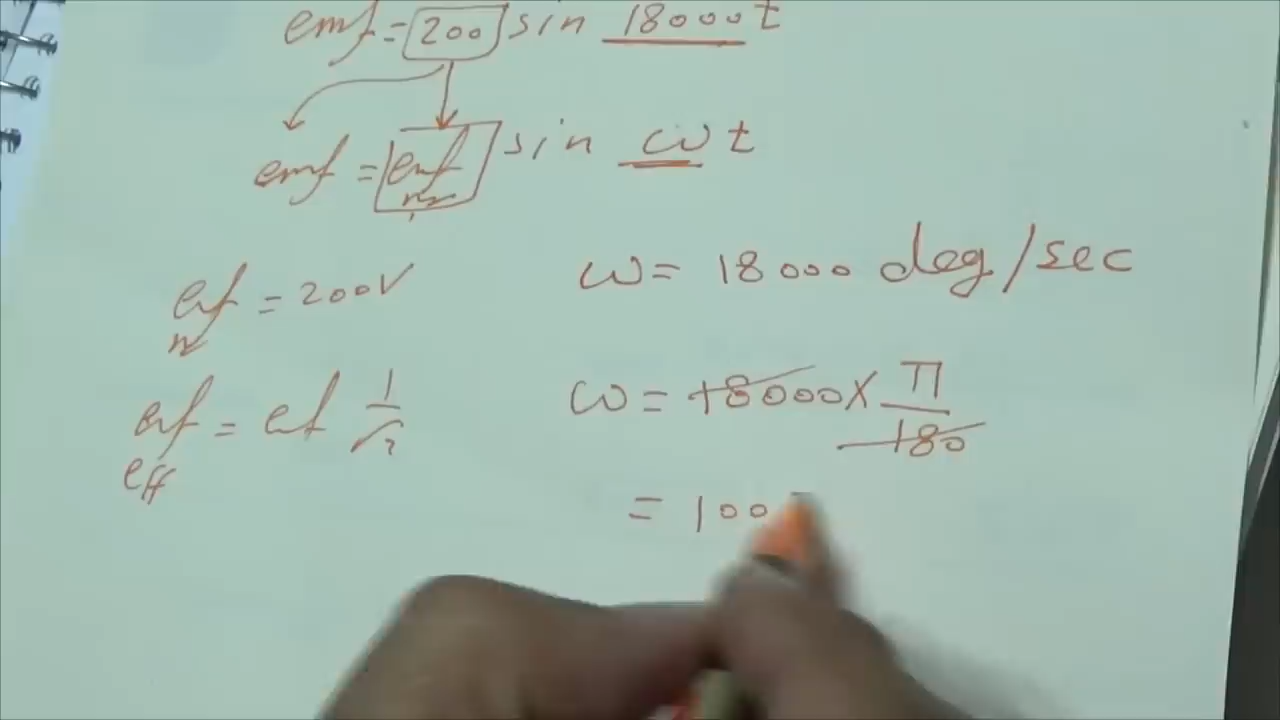 emf = 200 sin 18000t
emf = emf sin ωt
m
emf = 200V
m
ω = 18000 deg/sec
emf = emf 1/√2
eff
ω = 18000 × π/180
= 100